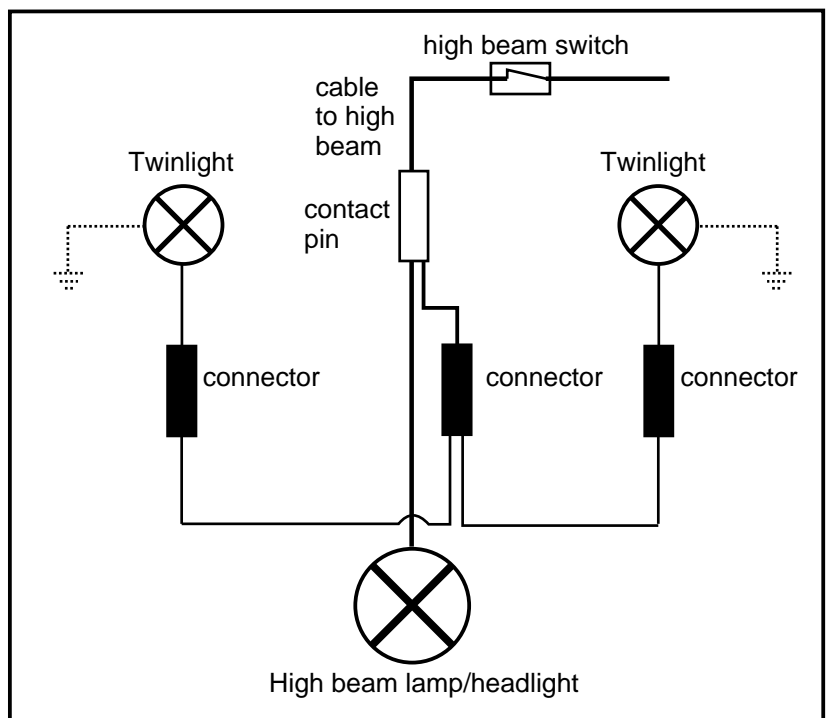 high beam switch
cable
to high
beam
Twinlight
Twinlight
contact
pin
connector
connector
connector
High beam lamp/headlight